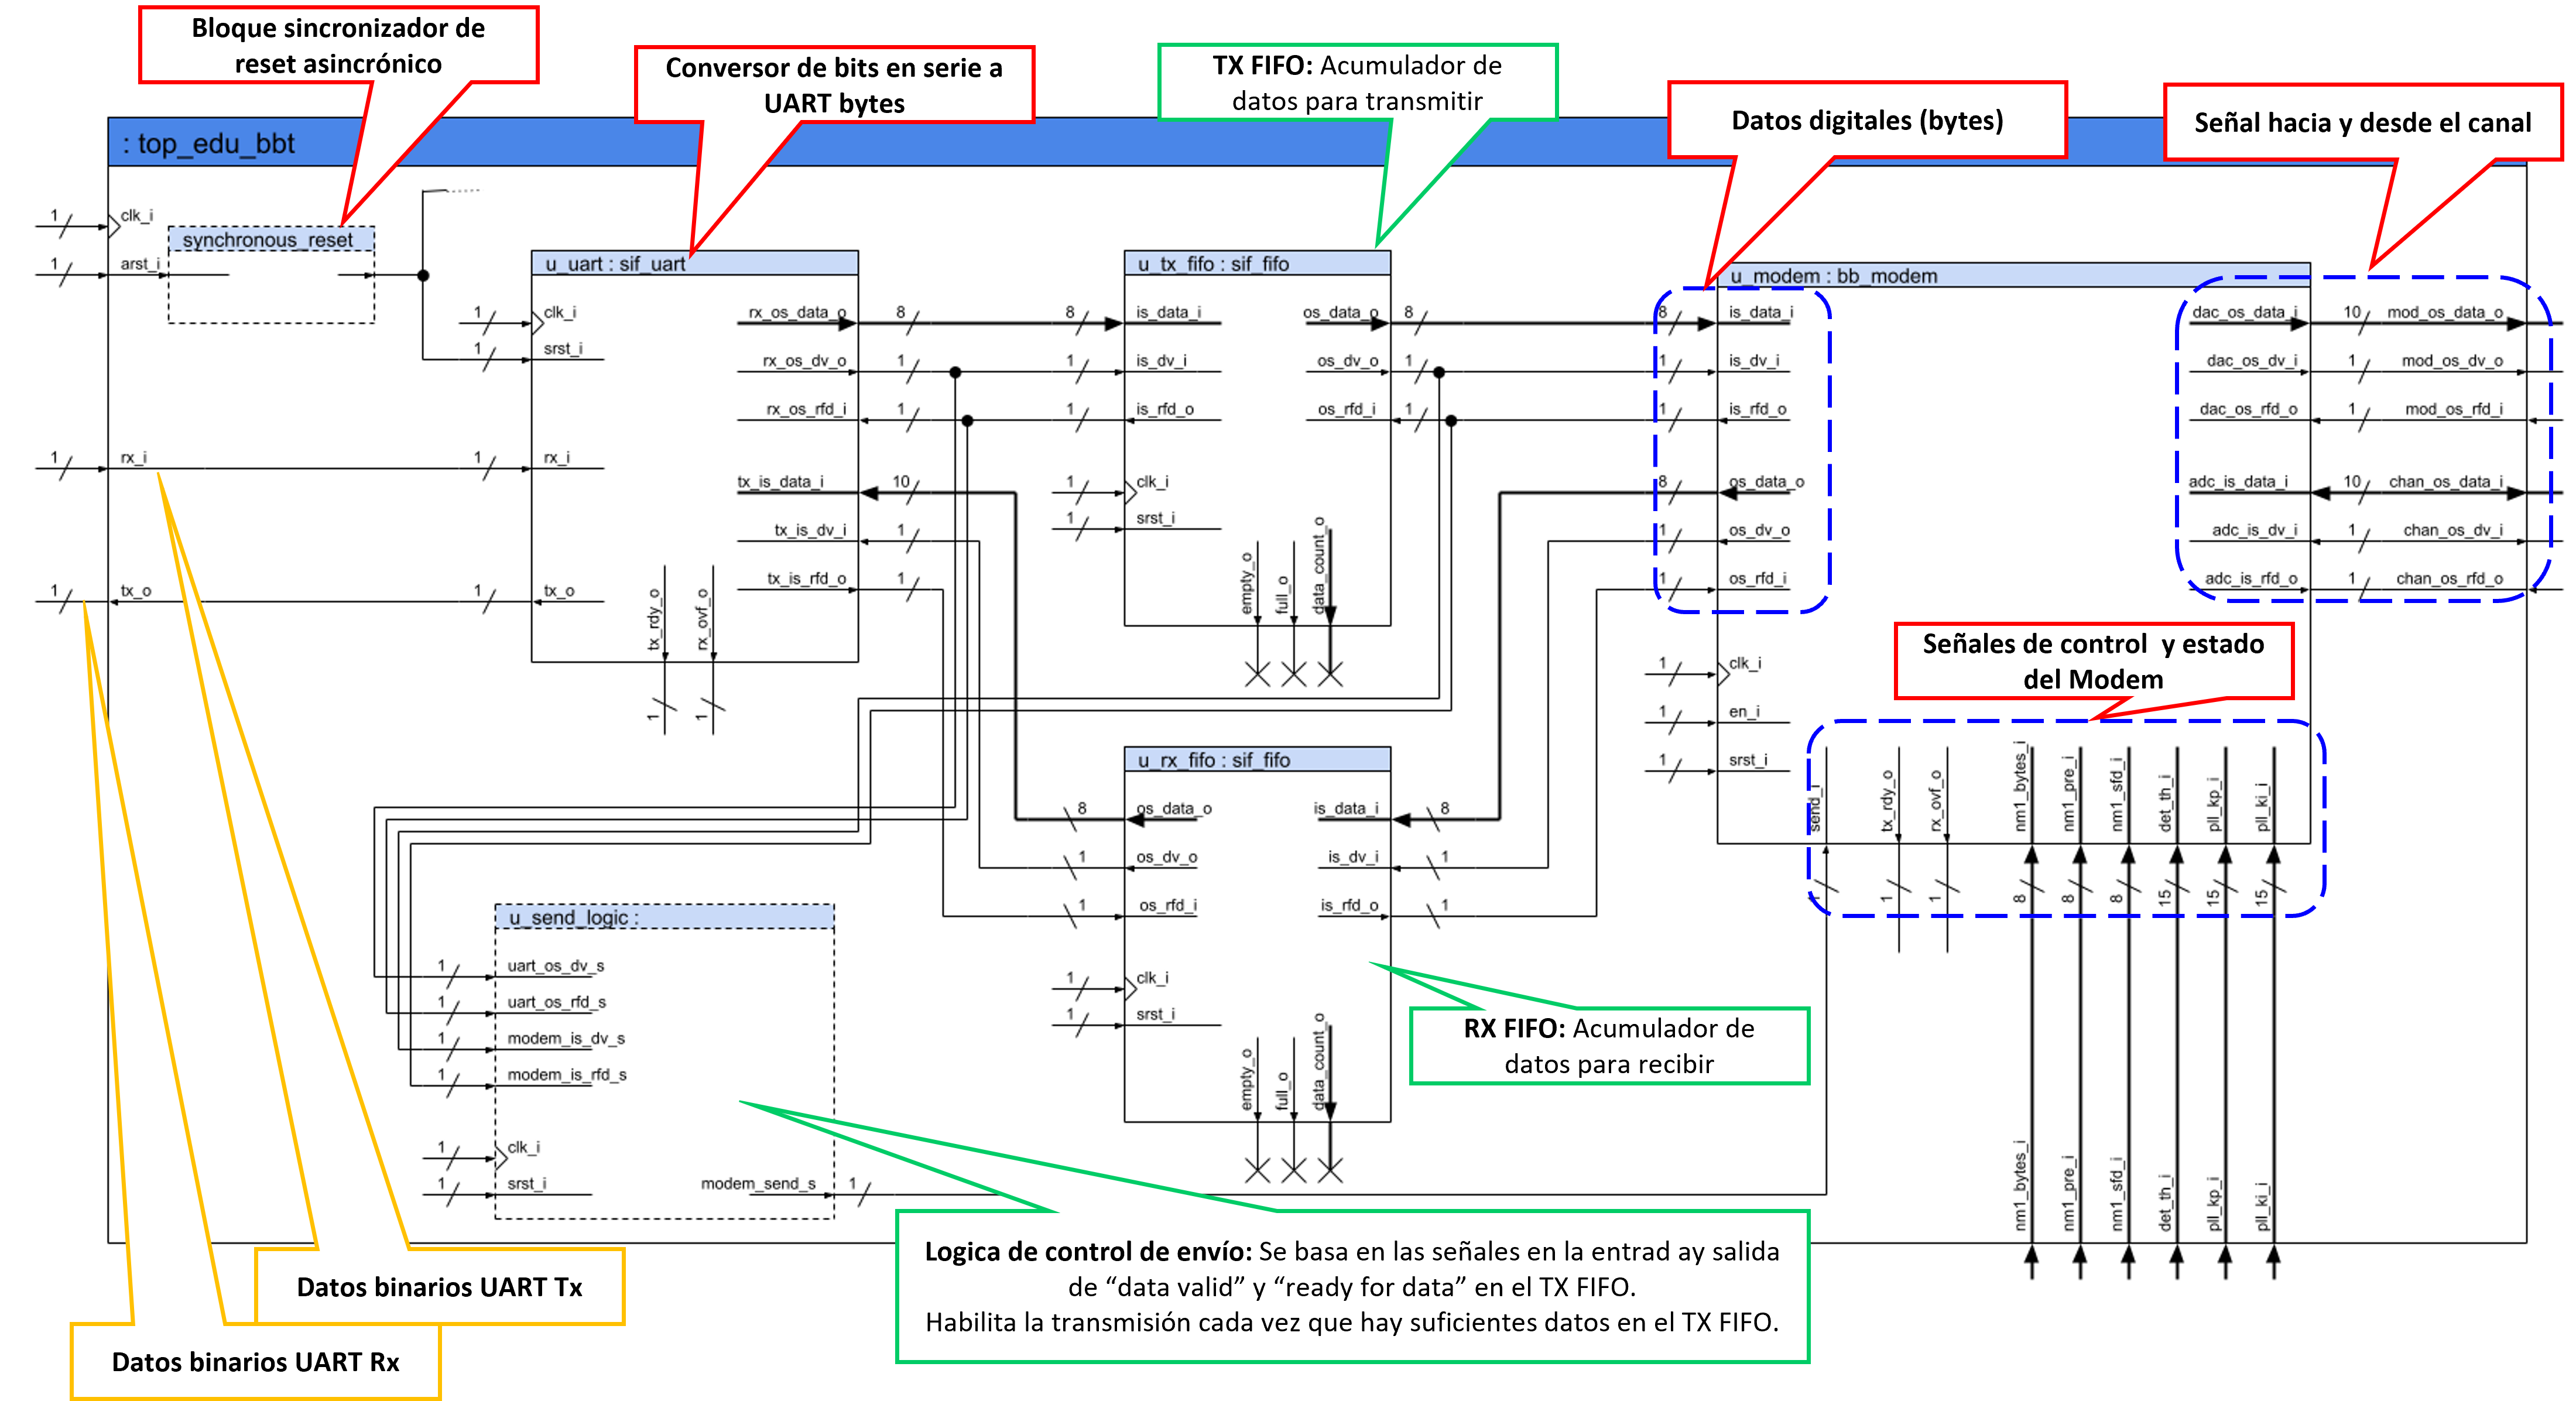 Bloque sincronizador de
reset asincrónico
Conversor de bits en serie a
UART bytes
TX FIFO: Acumulador de
datos para transmitir
Datos digitales (bytes)
Señal hacia y desde el canal
: top_edu_bbt
1
clk_i
1
arst_i
synchronous_reset
1
rx_i
1
1
tx_o
1
u_uart : sif_uart
1
clk_i
1
srst_i
rx_i
tx_o
rx_os_data_o
8
8
rx_os_dv_o
1
1
rx_os_rfd_i
1
1
tx_is_data_i
10
tx_is_dv_i
1
tx_is_rfd_o
1
tx_rdy_o
rx_ovf_o
1
1
u_tx_fifo : sif_fifo
is_data_i
is_dv_i
is_rfd_o
1
clk_i
1
srst_i
os_data_o
8
os_dv_o
1
os_rfd_i
1
empty_o
full_o
data_count_o
u_modem : bb_modem
8
is_data_i
1
is_dv_i
1
is_rfd_o
8
os_data_o
1
os_dv_o
1
os_rfd_i
1
clk_i
1
en_i
1
srst_i
dac_os_data_i
10
mod_os_data_o
dac_os_dv_i
1
mod_os_dv_o
dac_os_rfd_o
1
mod_os_rfd_i
adc_is_data_i
10
chan_os_data_i
adc_is_dv_i
1
chan_os_dv_i
adc_is_rfd_o
1
chan_os_rfd_o
Señales de control y estado
del Modem
send_i
tx_rdy_o
rx_ovf_o
nm1_bytes_i
nm1_pre_i
nm1_sfd_i
det_th_i
pll_kp_i
pll_ki_i
1
1
1
8
8
8
15
15
15
nm1_bytes_i
nm1_pre_i
nm1_sfd_i
det_th_i
pll_kp_i
pll_ki_i
u_rx_fifo : sif_fifo
8
os_data_o
is_data_i
8
1
os_dv_o
is_dv_i
1
1
os_rfd_i
is_rfd_o
1
1
clk_i
1
srst_i
empty_o
full_o
data_count_o
RX FIFO: Acumulador de
datos para recibir
u_send_logic :
1
uart_os_dv_s
1
uart_os_rfd_s
1
modem_is_dv_s
1
modem_is_rfd_s
1
clk_i
1
srst_i
modem_send_s
1
Logica de control de envío: Se basa en las señales en la entrad ay salida
de “data valid” y “ready for data” en el TX FIFO.
Habilita la transmisión cada vez que hay suficientes datos en el TX FIFO.
Datos binarios UART Tx
Datos binarios UART Rx